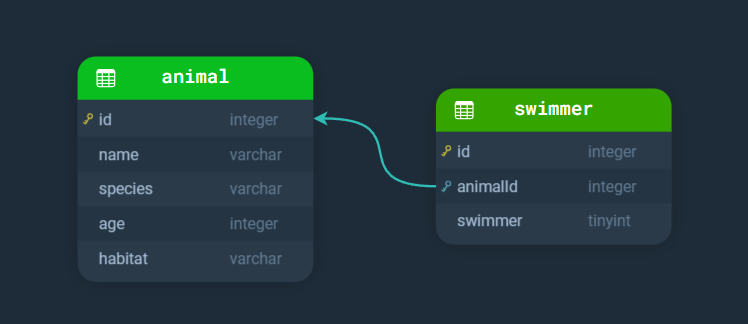 animal
id integer
name varchar
species varchar
age integer
habitat varchar
swimmer
id integer
animalId integer
swimmer tinyint